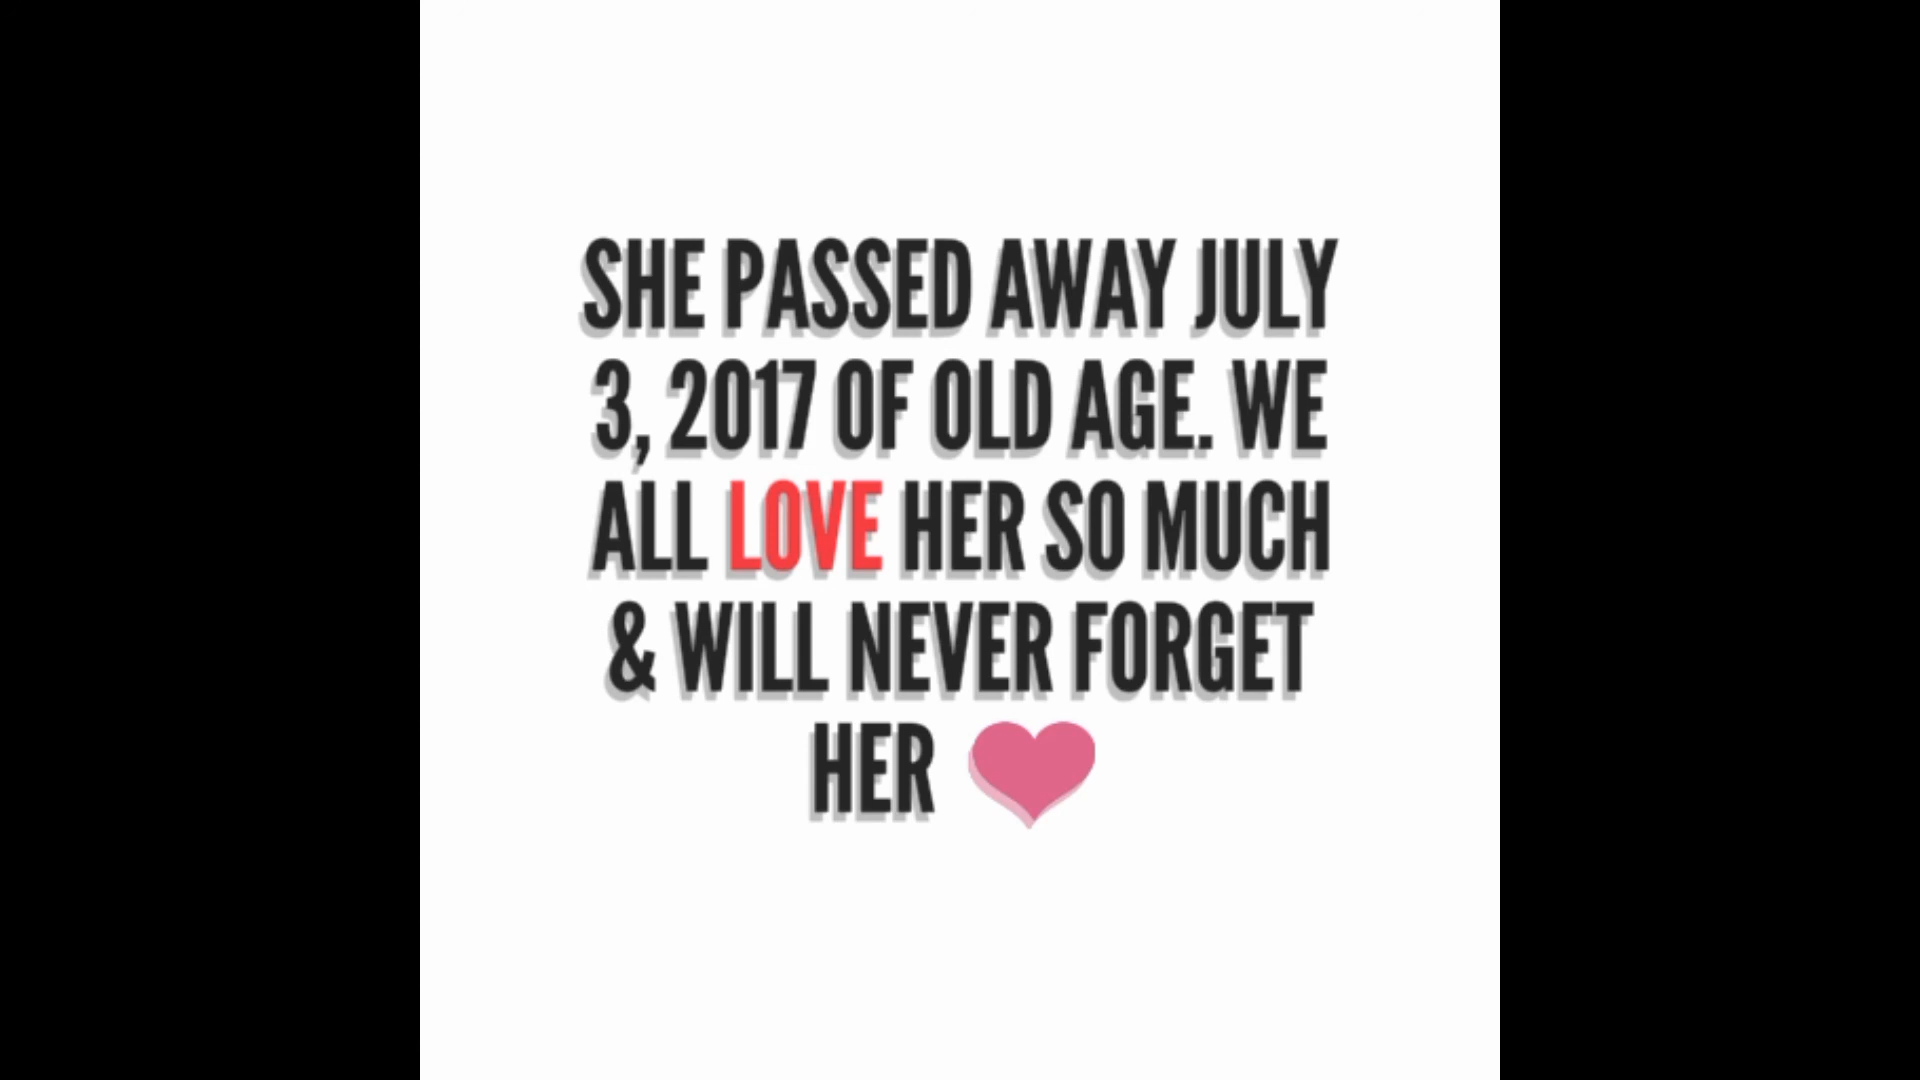 SHE PASSED AWAY JULY
3, 2017 OF OLD AGE. WE
ALL LOVE HER SO MUCH
& WILL NEVER FORGET
HER